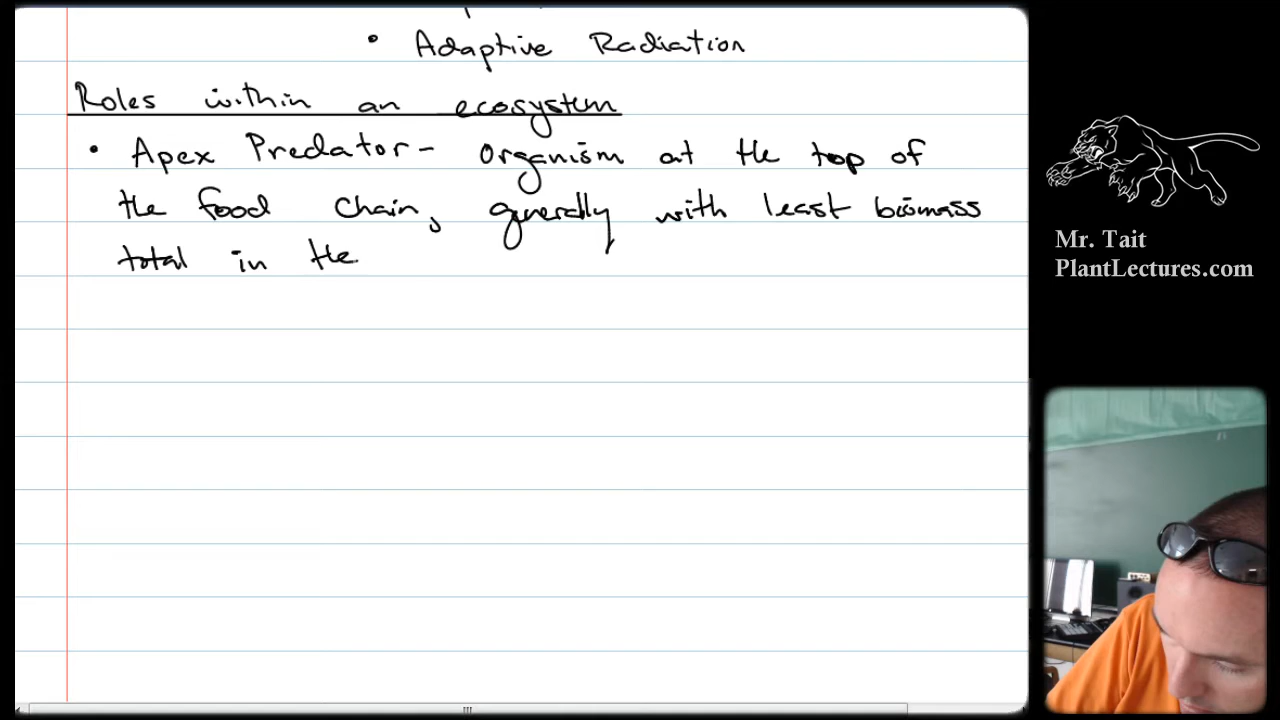 • Adaptive Radiation
Roles within an ecosystem
• Apex Predator - Organism at the top of
the food chain, generally with least biomass
total in the
Mr. Tait
PlantLectures.com